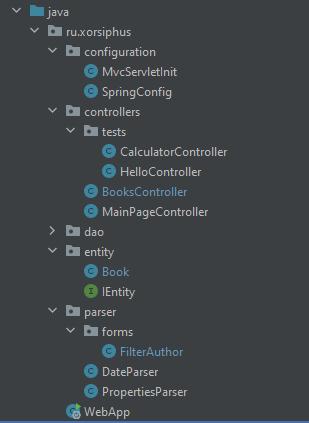 java
ru.xorsiphus
configuration
MvcServletInit
SpringConfig
controllers
tests
CalculatorController
HelloController
BooksController
MainPageController
dao
entity
Book
IEntity
parser
forms
FilterAuthor
DateParser
PropertiesParser
WebApp